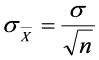 σ_X̄ = σ / √n